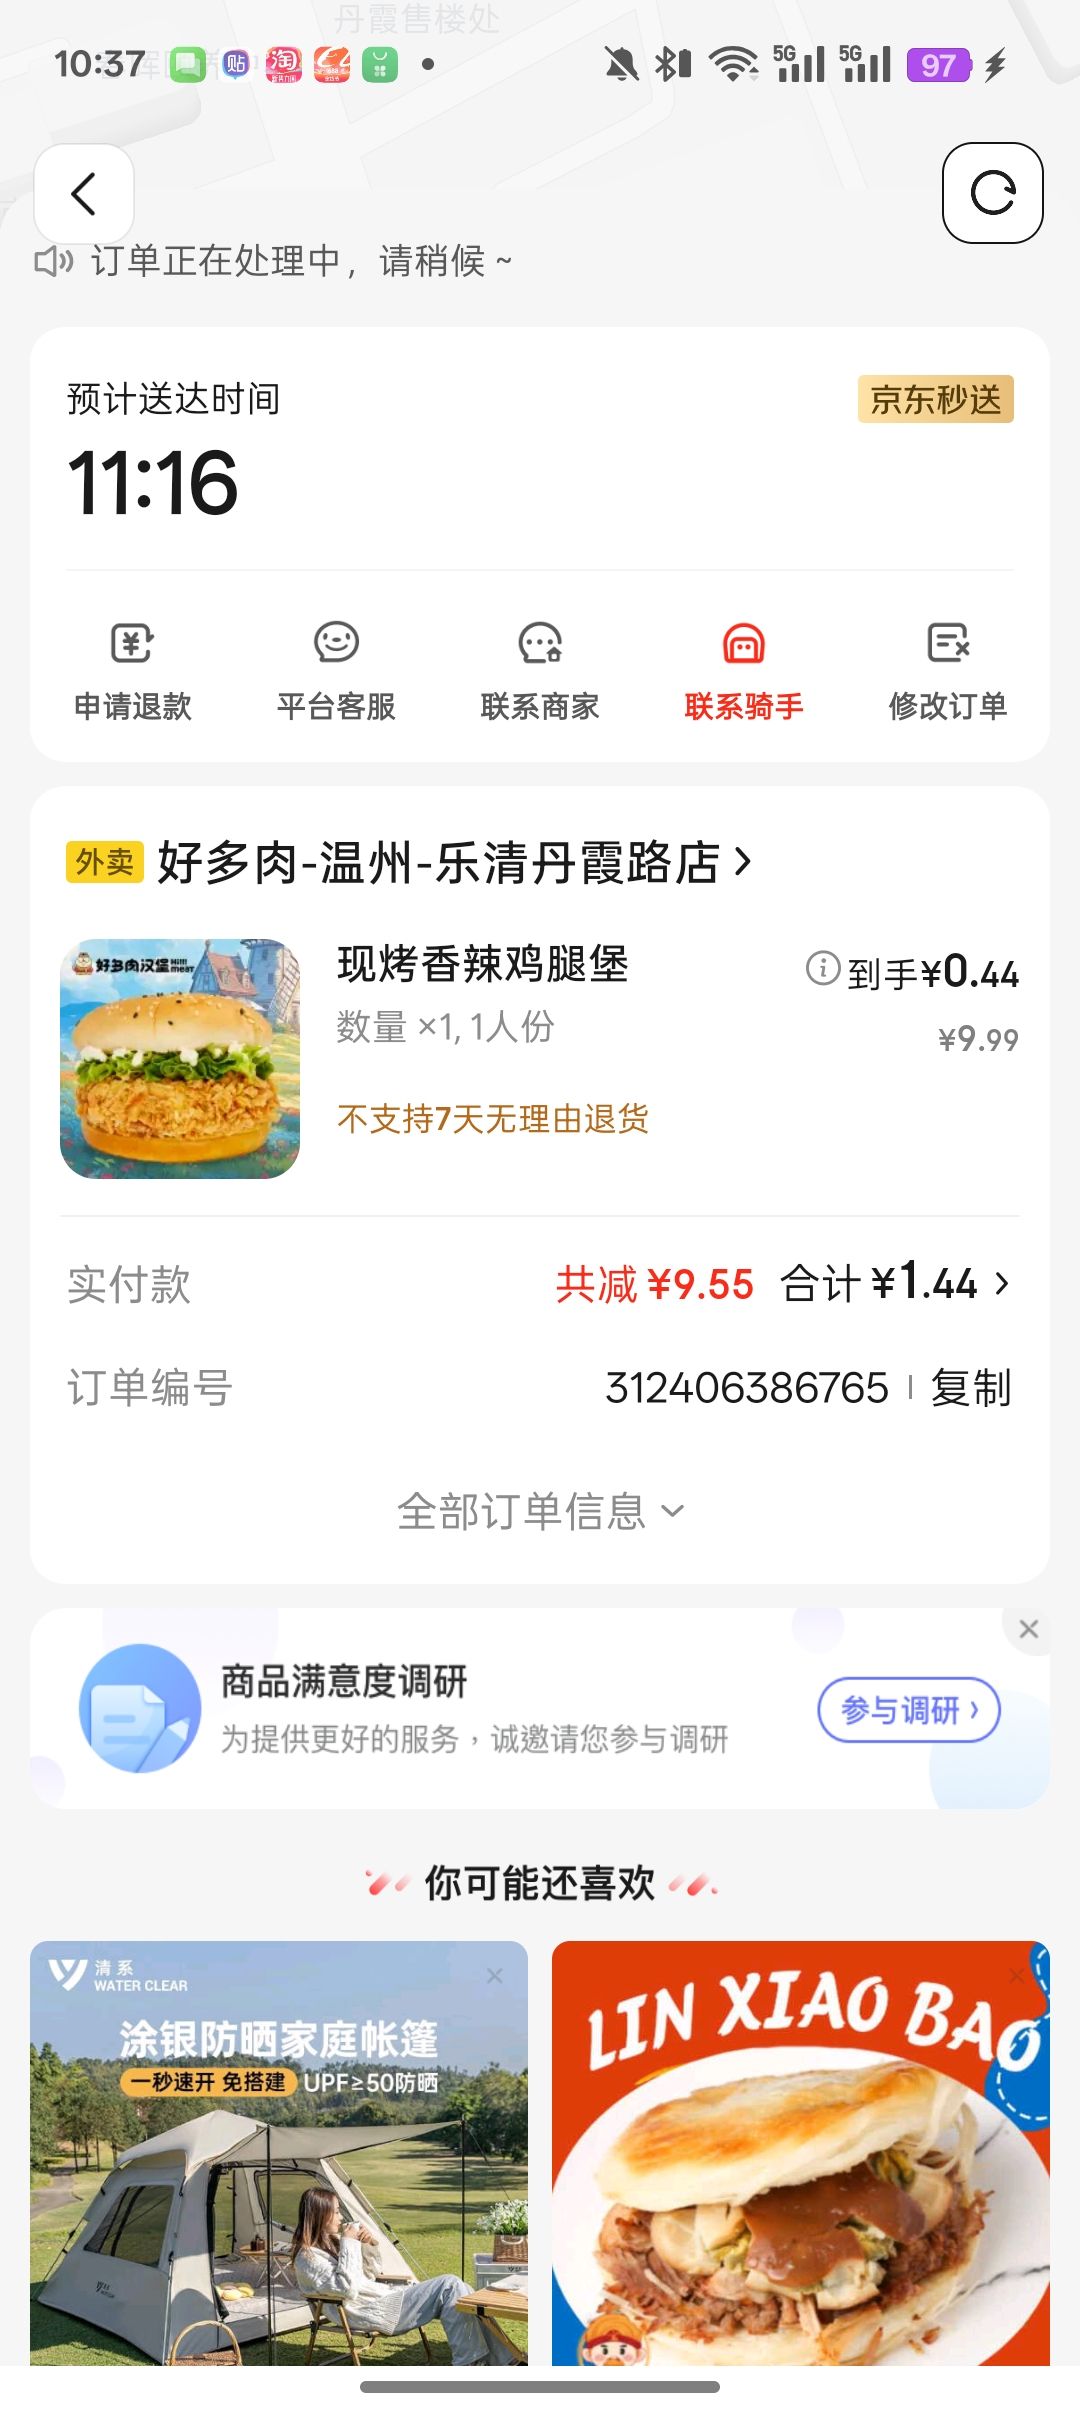 丹霞售楼处
10:37
贴
淘
5G
5G
97
订单正在处理中，请稍候~
预计送达时间
京东秒送
11:16
申请退款
平台客服
联系商家
联系骑手
修改订单
外卖 好多肉-温州-乐清丹霞路店
好多肉汉堡 Hi!!! meat
现烤香辣鸡腿堡
到手¥0.44
数量 ×1, 1人份
¥9.99
不支持7天无理由退货
实付款
共减 ¥9.55 合计 ¥1.44
订单编号
312406386765 | 复制
全部订单信息
商品满意度调研
为提供更好的服务，诚邀请您参与调研
参与调研
你可能还喜欢
清系
WATER CLEAR
涂银防晒家庭帐篷
一秒速开 免搭建 UPF≥50防晒
LIN XIAO BAO